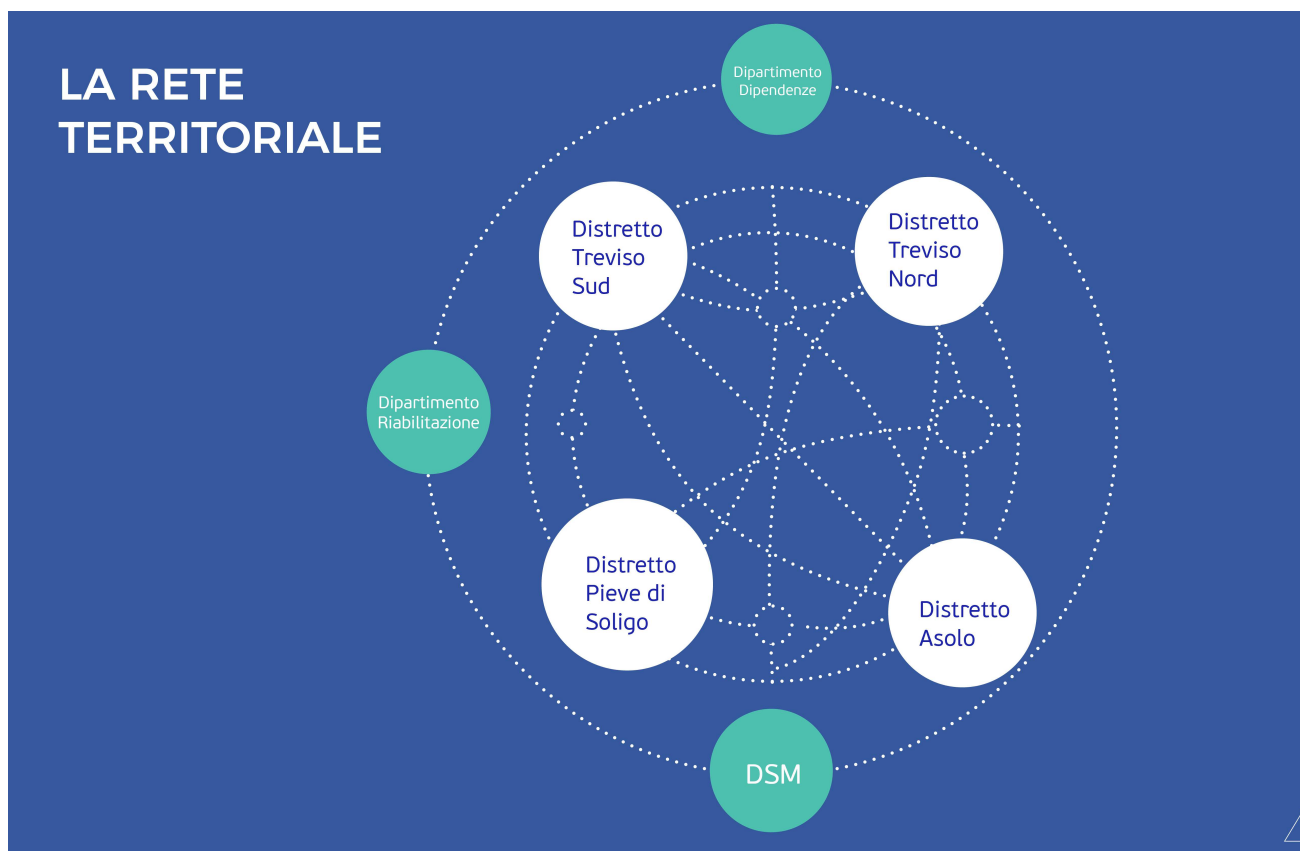 LA RETE
TERRITORIALE
Dipartimento
Dipendenze
Distretto
Treviso
Sud
Distretto
Treviso
Nord
Dipartimento
Riabilitazione
Distretto
Pieve di
Soligo
Distretto
Asolo
DSM